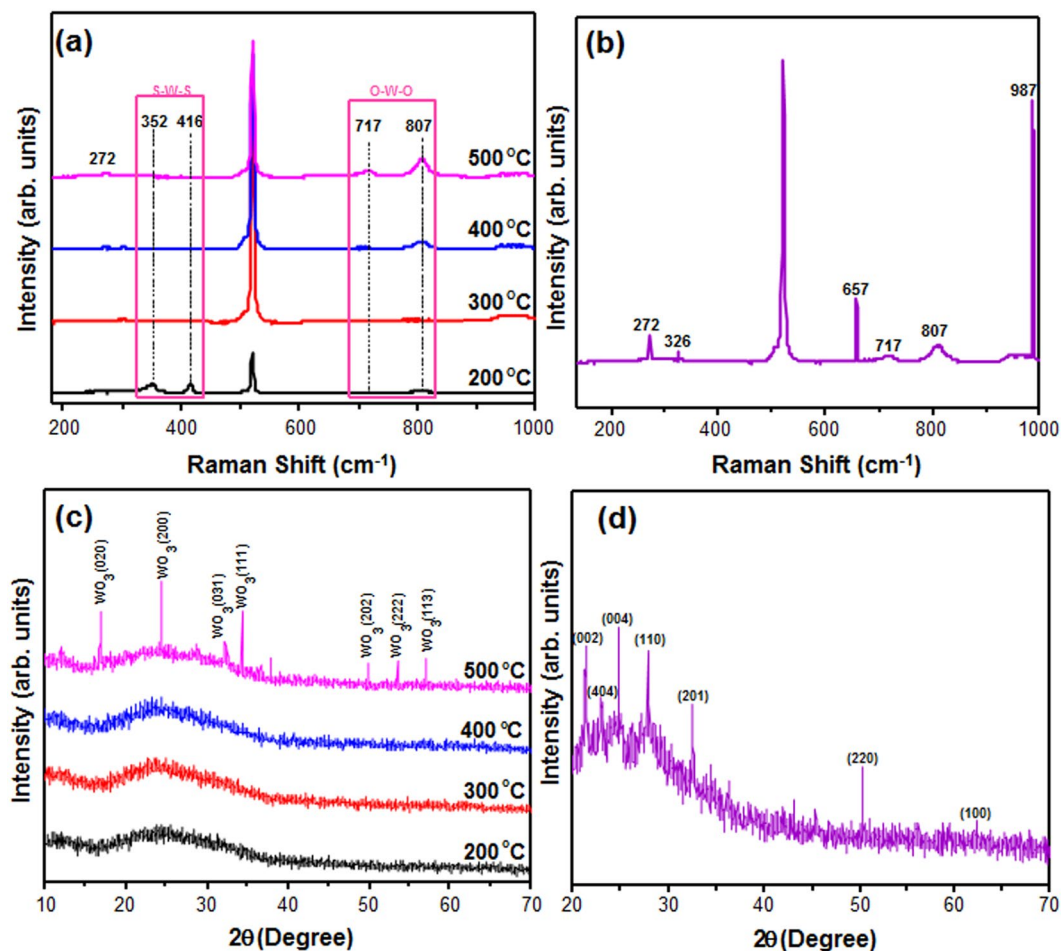 (a)
S-W-S
O-W-O
352
416
717
807
272
500 °C
400 °C
300 °C
200 °C
200
400
600
800
1000
Raman Shift (cm-1)
Intensity (arb. units)
(b)
987
657
272
326
717
807
200
400
600
800
1000
Raman Shift (cm-1)
Intensity (arb. units)
(c)
WO3(020)
WO3(200)
WO3(031)
WO3(111)
WO3(202)
WO3(222)
WO3(113)
500 °C
400 °C
300 °C
200 °C
10
20
30
40
50
60
70
2θ (Degree)
Intensity (arb. units)
(d)
(002)
(004)
(404)
(110)
(201)
(220)
(100)
20
30
40
50
60
70
2θ (Degree)
Intensity (arb. units)